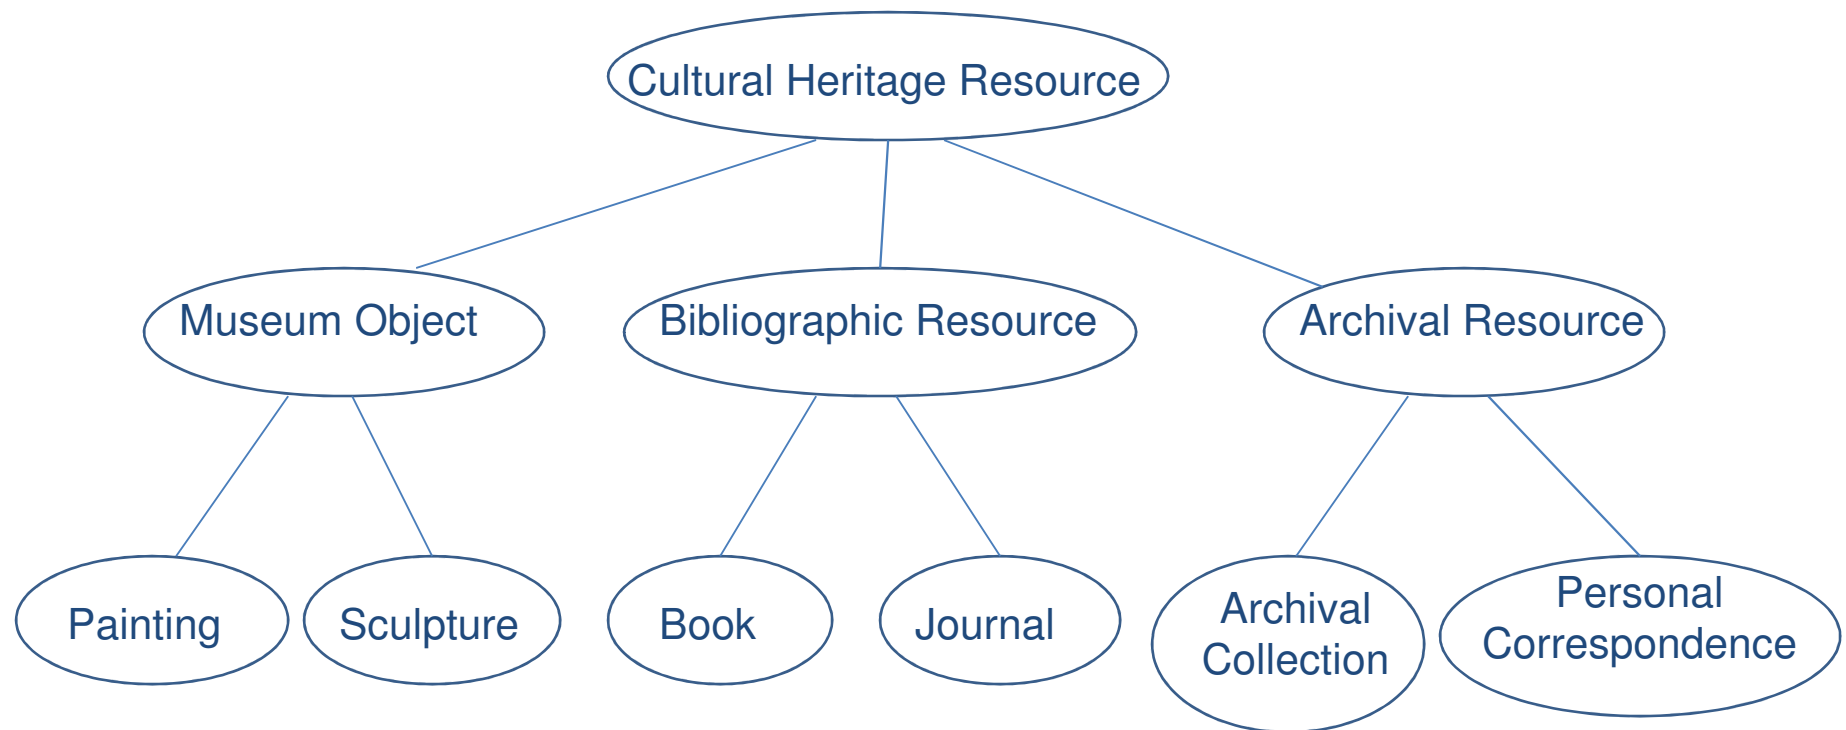 Cultural Heritage Resource
Museum Object
Bibliographic Resource
Archival Resource
Painting
Sculpture
Book
Journal
Archival
Collection
Personal
Correspondence